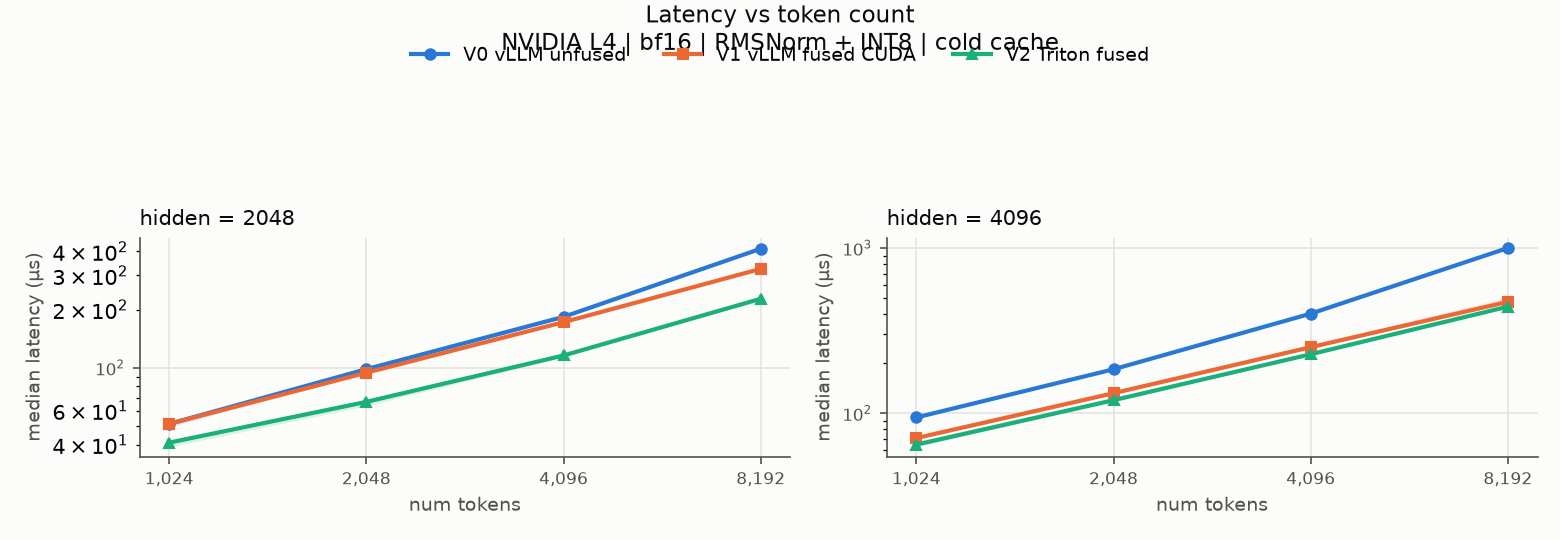 Latency vs token count
NVIDIA L4 | bf16 | RMSNorm + INT8 | cold cache
V0 vLLM unfused V1 vLLM fused CUDA V2 Triton fused
hidden = 2048
median latency (µs)
4 × 10²
3 × 10²
2 × 10²
10²
6 × 10¹
4 × 10¹
1,024 2,048 4,096 8,192
num tokens
hidden = 4096
median latency (µs)
10³
10²
1,024 2,048 4,096 8,192
num tokens